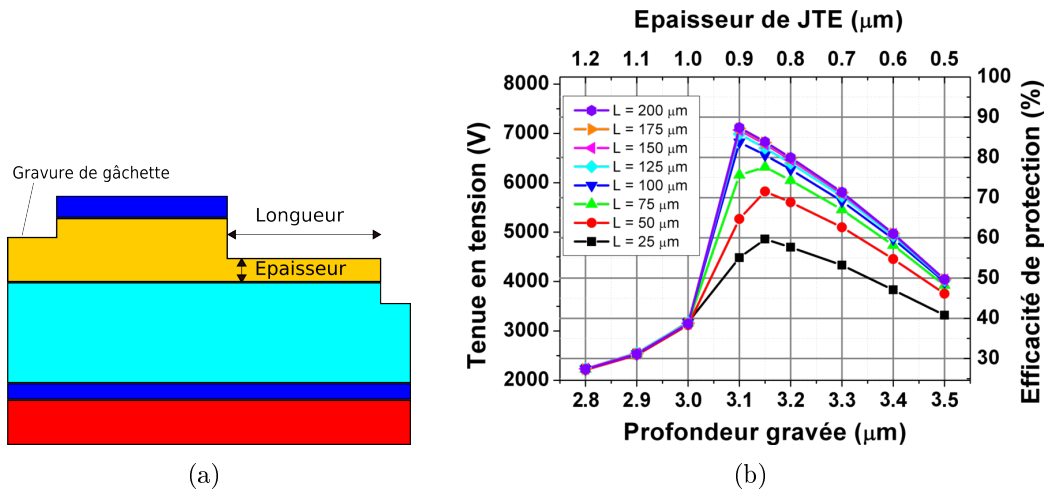 Gravure de gâchette
Longueur
Epaisseur
(a)
Epaisseur de JTE (μm)
1.2 1.1 1.0 0.9 0.8 0.7 0.6 0.5
Tenue en tension (V)
8000
7000
6000
5000
4000
3000
2000
L = 200 μm
L = 175 μm
L = 150 μm
L = 125 μm
L = 100 μm
L = 75 μm
L = 50 μm
L = 25 μm
100
90
80
70
60
50
40
30
Efficacité de protection (%)
2.8 2.9 3.0 3.1 3.2 3.3 3.4 3.5
Profondeur gravée (μm)
(b)